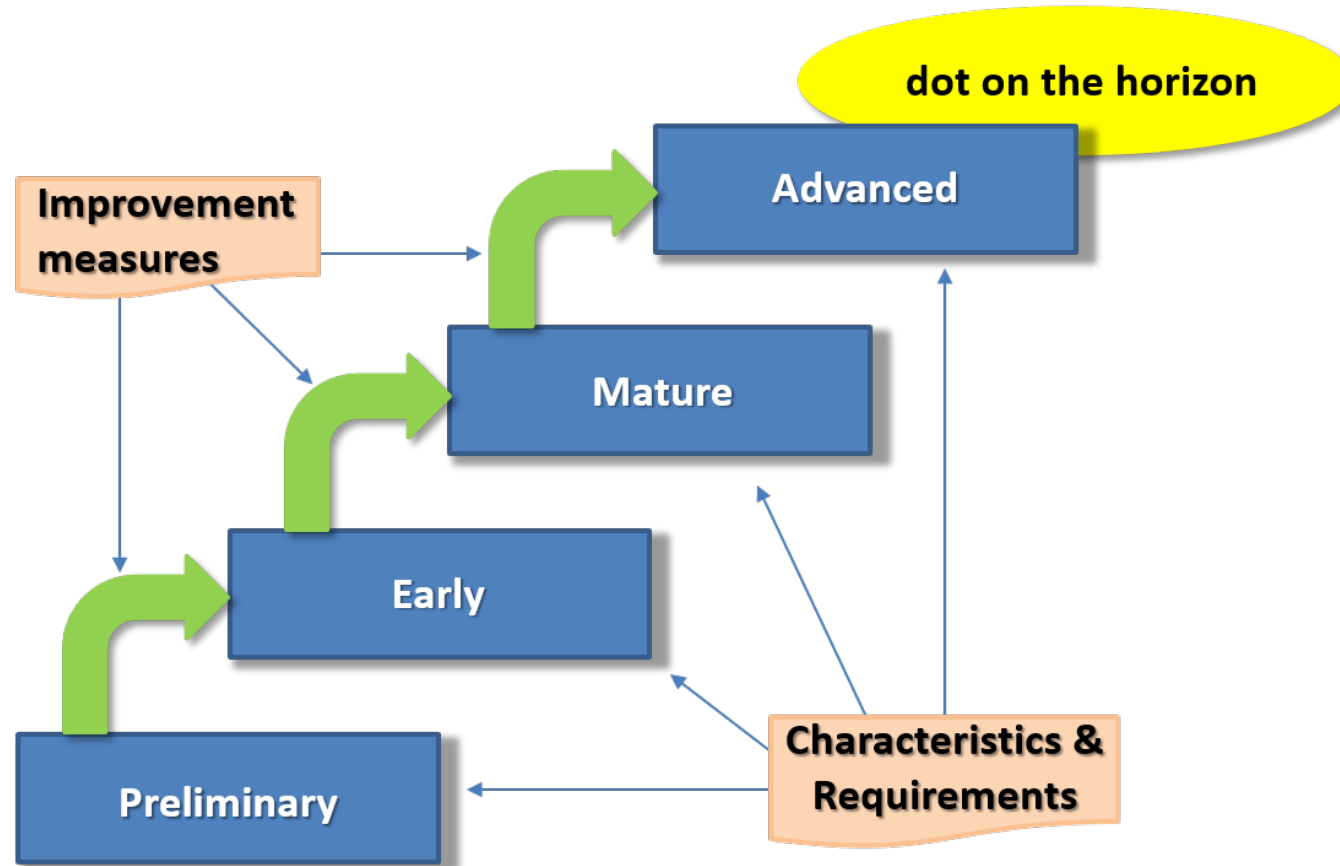 dot on the horizon
Advanced
Improvement
measures
Mature
Early
Characteristics &
Requirements
Preliminary